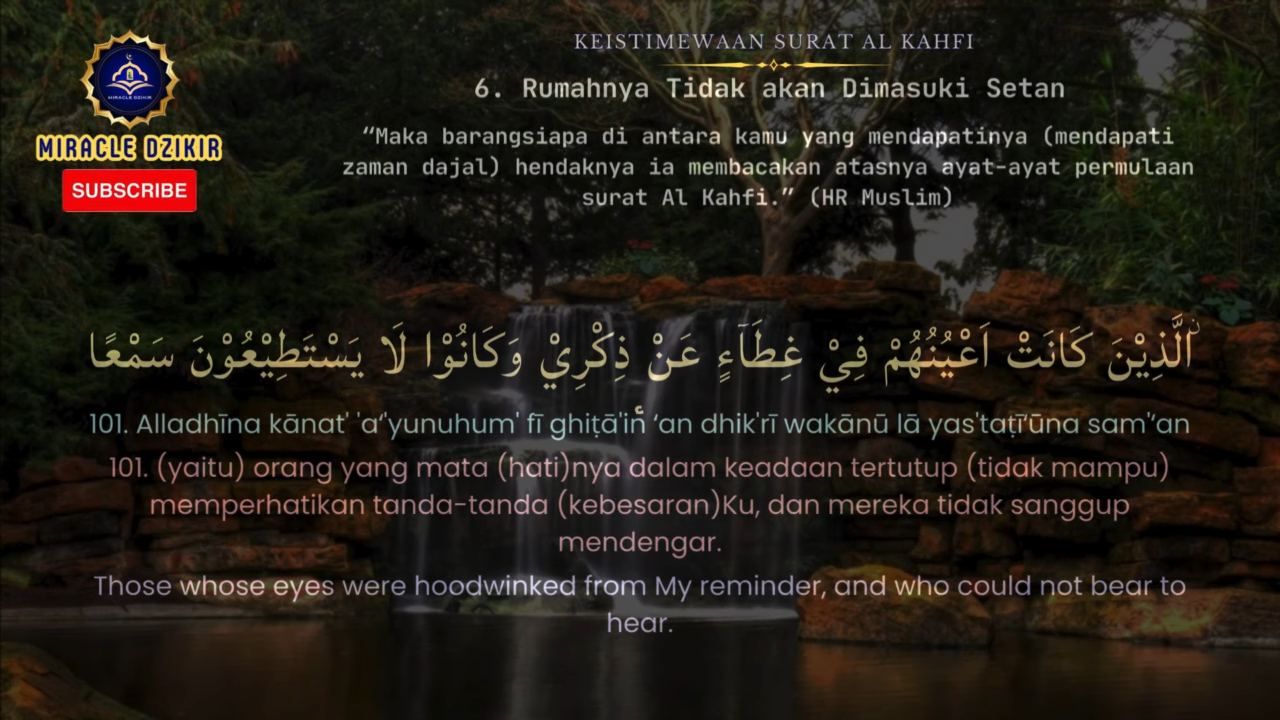 KEISTIMEWAAN SURAT AL KAHFI
6. Rumahnya Tidak akan Dimasuki Setan
“Maka barangsiapa di antara kamu yang mendapatinya (mendapati
zaman dajal) hendaknya ia membacakan atasnya ayat-ayat permulaan
surat Al Kahfi.” (HR Muslim)
MIRACLE DZIKIR
MIRACLE DZIKIR
SUBSCRIBE
ۨالَّذِيْنَ كَانَتْ اَعْيُنُهُمْ فِيْ غِطَاۤءٍ عَنْ ذِكْرِيْ وَكَانُوْا لَا يَسْتَطِيْعُوْنَ سَمْعًا
101. Alladhīna kānat' 'aʿ'yunuhum' fī ghiṭā'in ʿan dhik'rī wakānū lā yas'taṭīʿūna sam'ʿan
101. (yaitu) orang yang mata (hati)nya dalam keadaan tertutup (tidak mampu)
memperhatikan tanda-tanda (kebesaran)Ku, dan mereka tidak sanggup
mendengar.
Those whose eyes were hoodwinked from My reminder, and who could not bear to
hear.